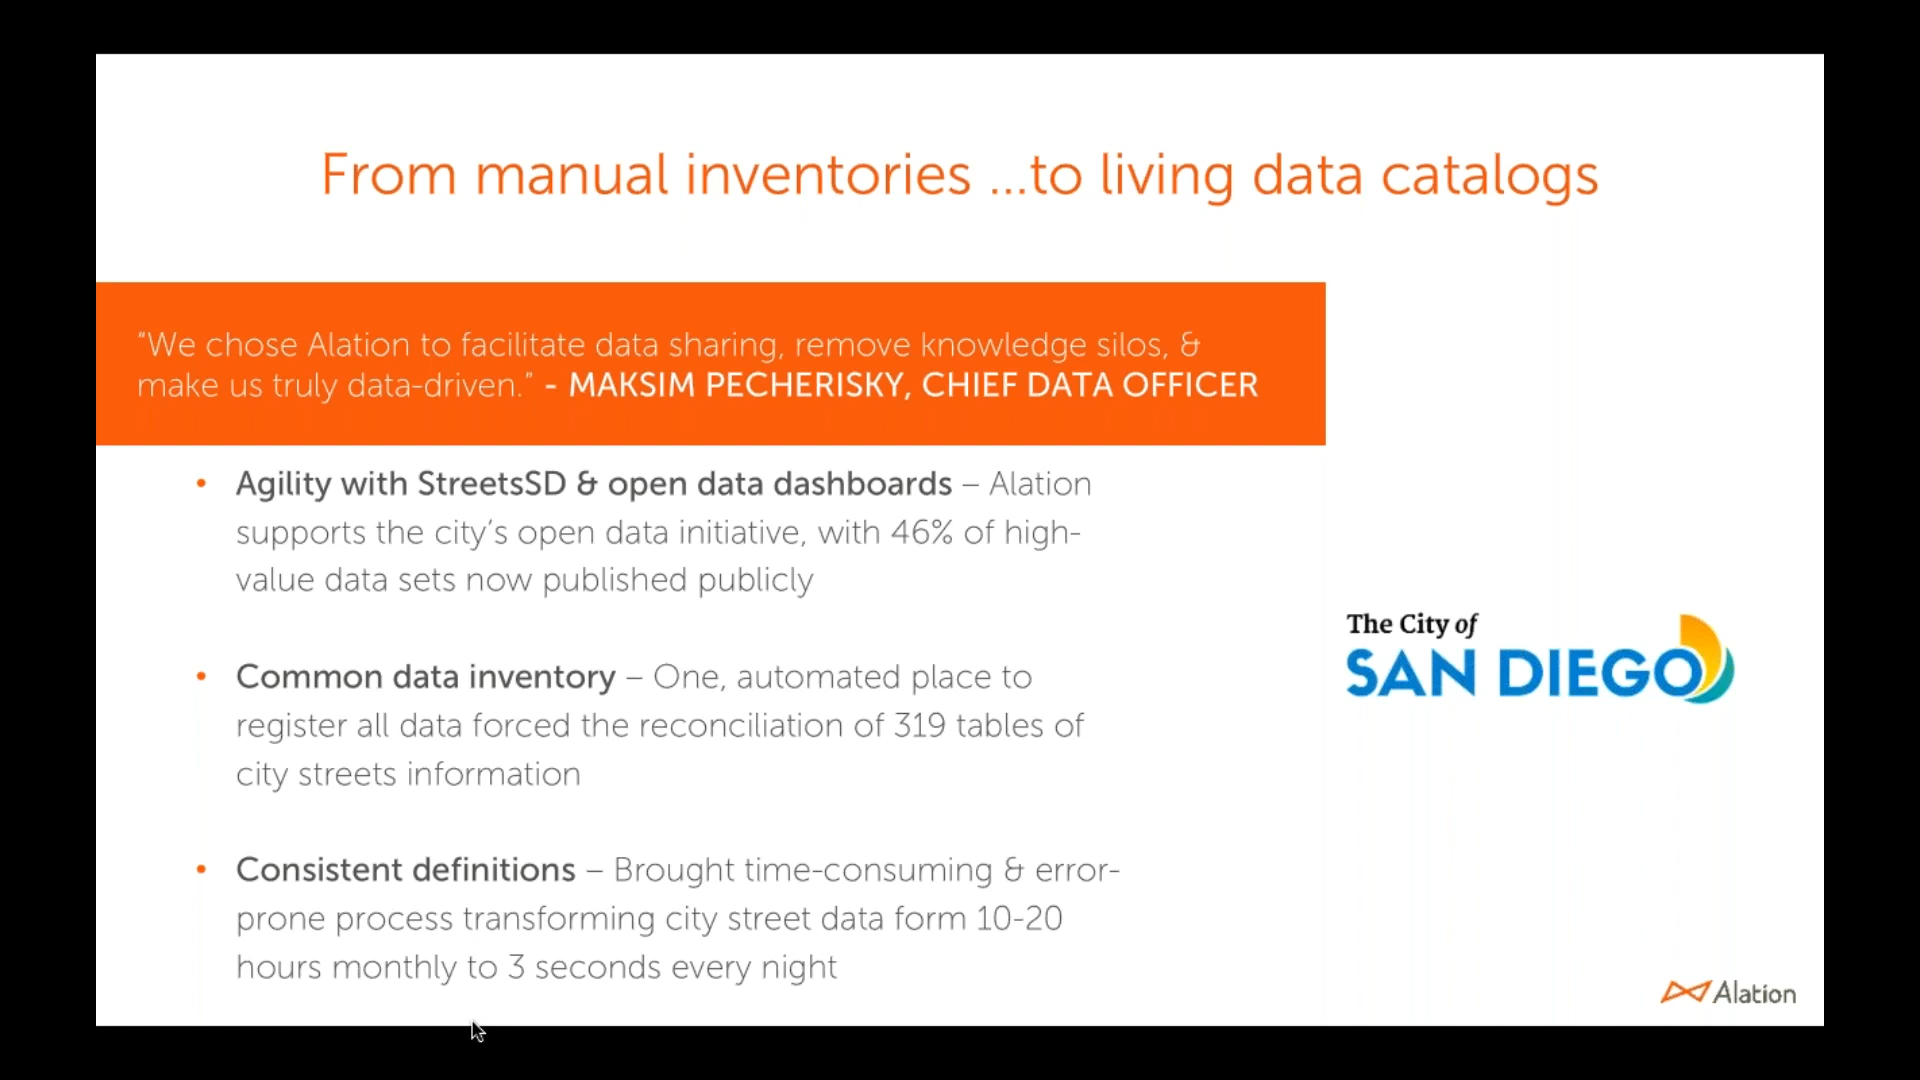 From manual inventories ...to living data catalogs
“We chose Alation to facilitate data sharing, remove knowledge silos, &
make us truly data-driven.” - MAKSIM PECHERISKY, CHIEF DATA OFFICER
• Agility with StreetsSD & open data dashboards – Alation
supports the city’s open data initiative, with 46% of high-
value data sets now published publicly
• Common data inventory – One, automated place to
register all data forced the reconciliation of 319 tables of
city streets information
• Consistent definitions – Brought time-consuming & error-
prone process transforming city street data form 10-20
hours monthly to 3 seconds every night
The City of
SAN DIEGO
Alation